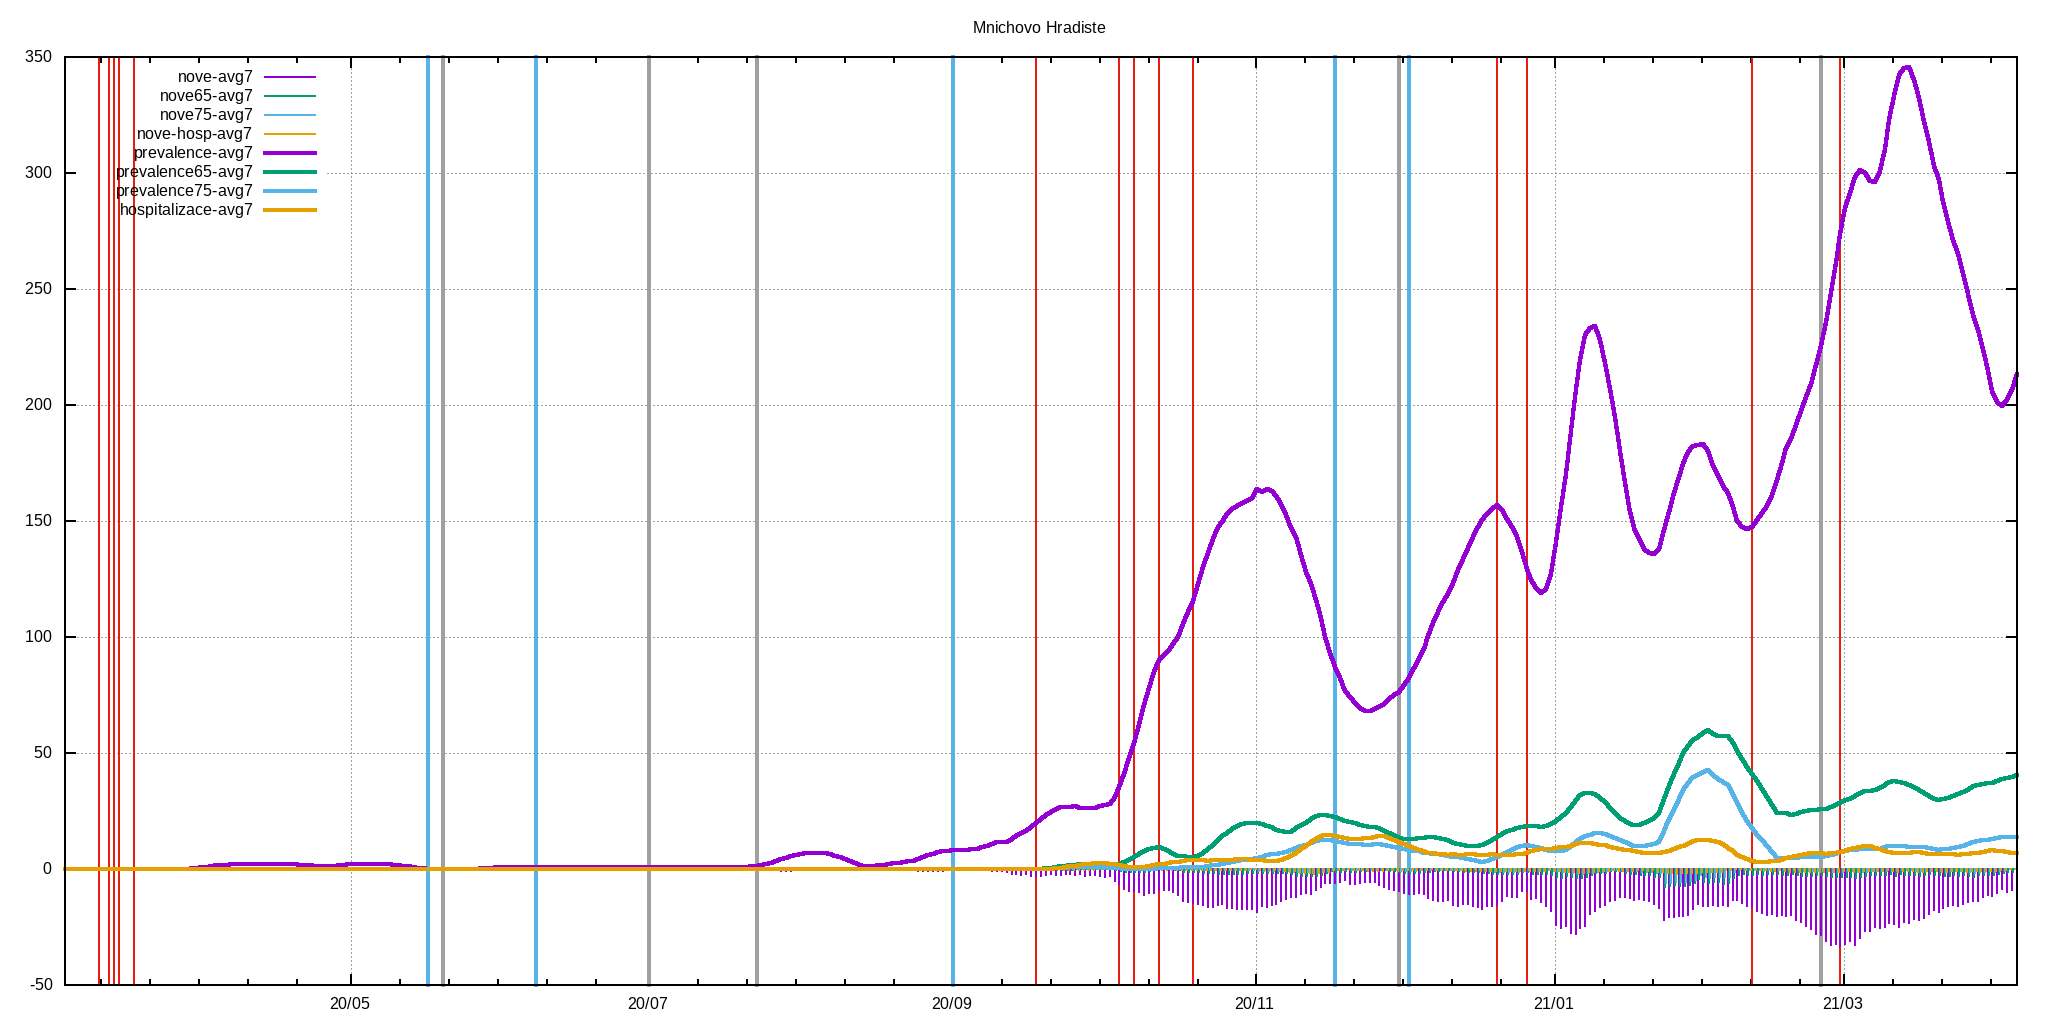 Mnichovo Hradiste
350
300
250
200
150
100
50
0
-50
nove-avg7
nove65-avg7
nove75-avg7
nove-hosp-avg7
prevalence-avg7
prevalence65-avg7
prevalence75-avg7
hospitalizace-avg7
20/05
20/07
20/09
20/11
21/01
21/03